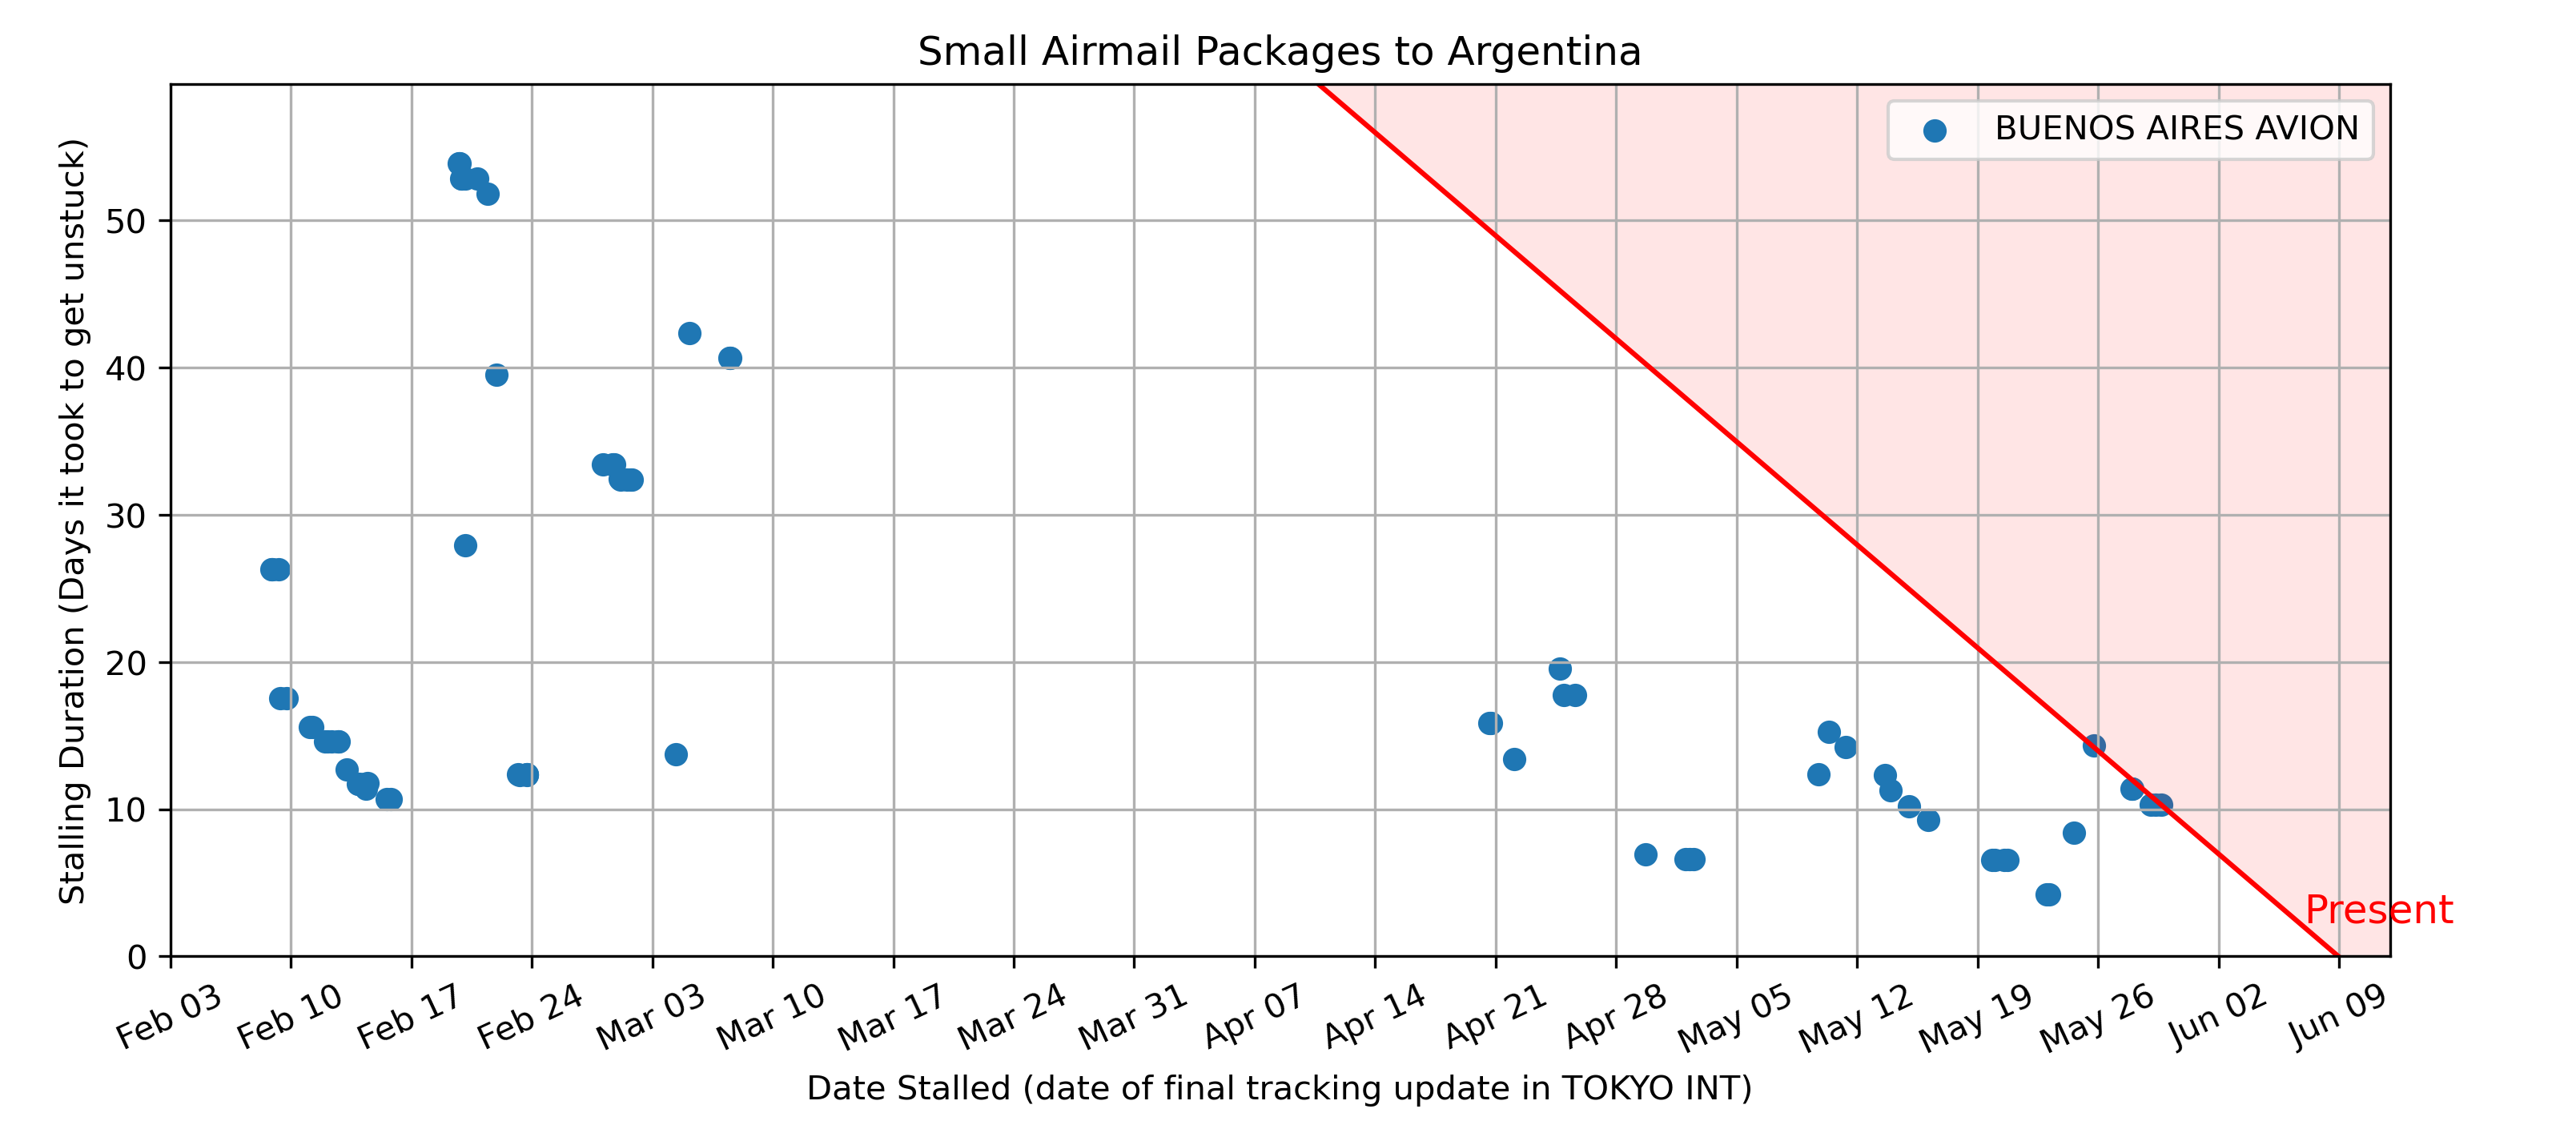 Small Airmail Packages to Argentina
BUENOS AIRES AVION
Stalling Duration (Days it took to get unstuck)
50
40
30
20
10
0
Present
Feb 03
Feb 10
Feb 17
Feb 24
Mar 03
Mar 10
Mar 17
Mar 24
Mar 31
Apr 07
Apr 14
Apr 21
Apr 28
May 05
May 12
May 19
May 26
Jun 02
Jun 09
Date Stalled (date of final tracking update in TOKYO INT)